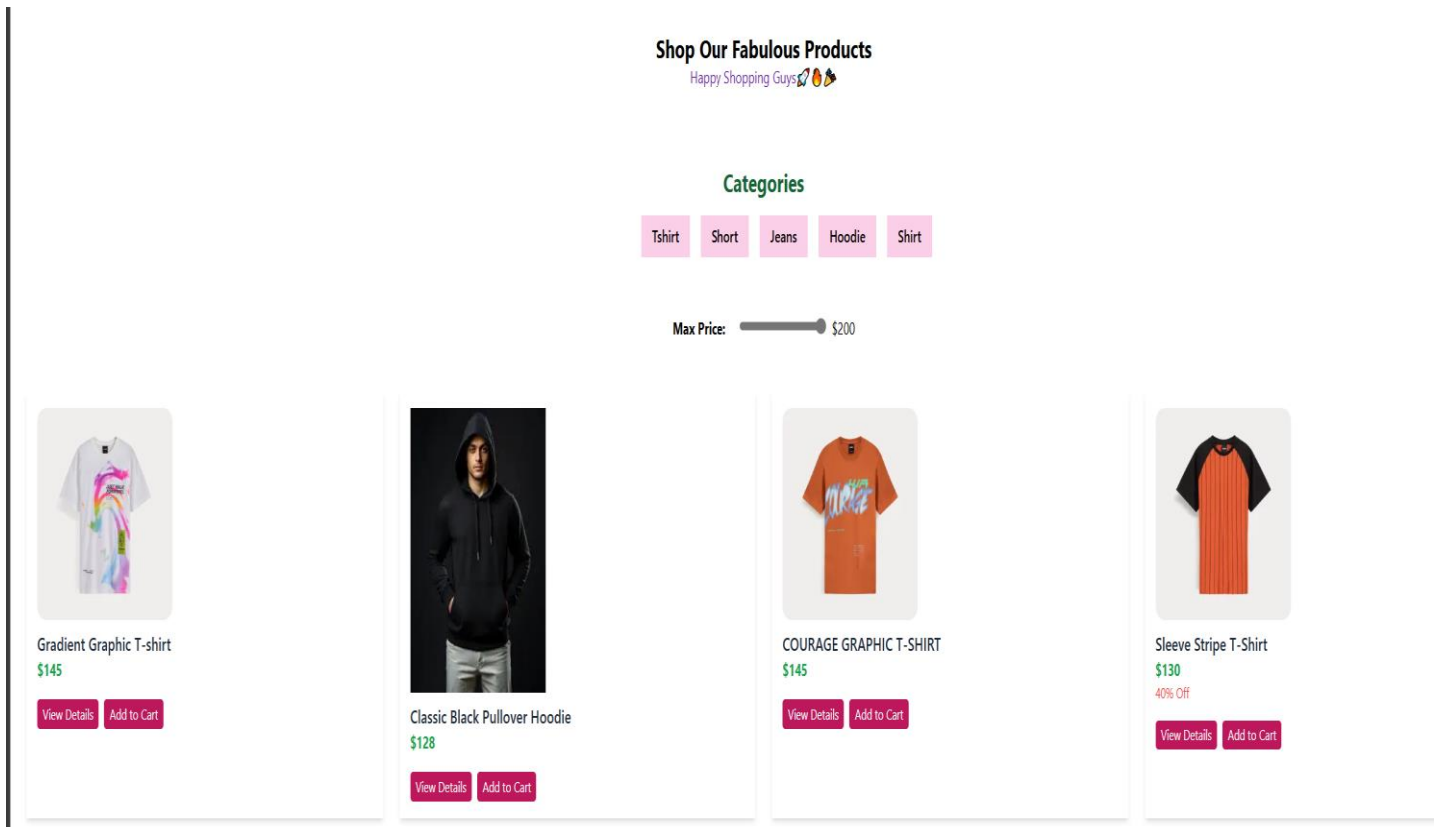 Shop Our Fabulous Products
Happy Shopping Guys🚀🔥🎉
Categories
Tshirt Short Jeans Hoodie Shirt
Max Price: $200
COURAGE
Gradient Graphic T-shirt
$145
View Details Add to Cart
Classic Black Pullover Hoodie
$128
View Details Add to Cart
COURAGE GRAPHIC T-SHIRT
$145
View Details Add to Cart
Sleeve Stripe T-Shirt
$130
40% Off
View Details Add to Cart